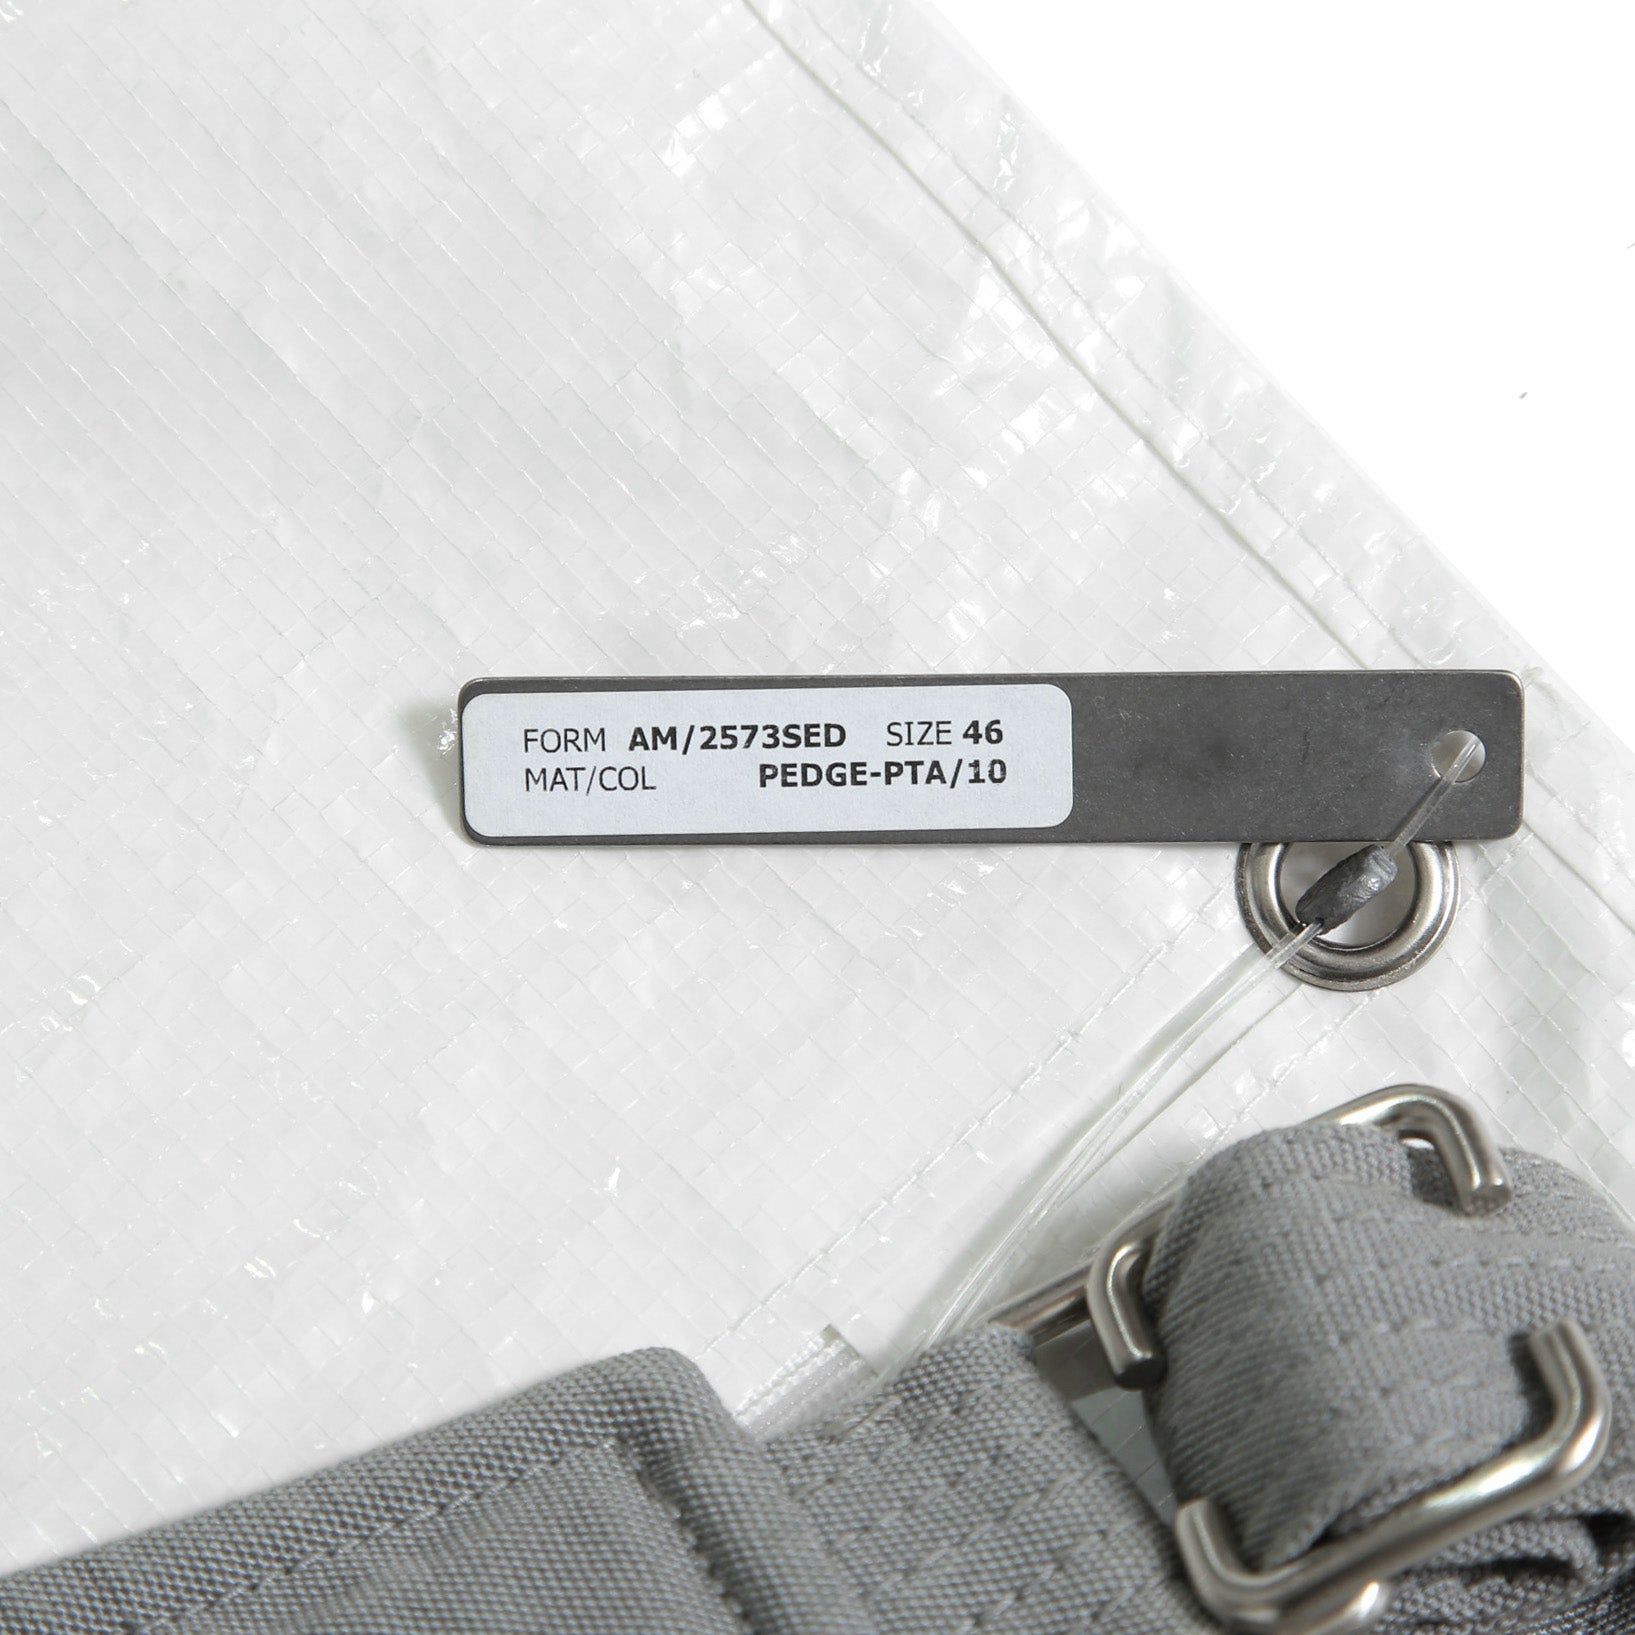 FORM AM/2573SED SIZE 46
MAT/COL PEDGE-PTA/10